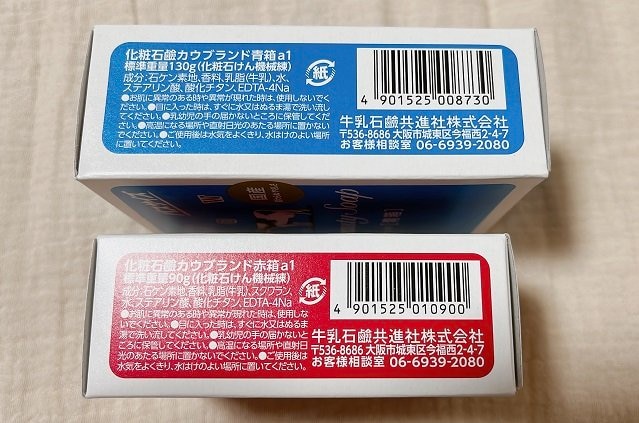 化粧石鹸カウブランド青箱a1
標準重量130g(化粧石けん機械練)
成分:石ケン素地、香料、乳脂(牛乳)、水、
ステアリン酸、酸化チタン、EDTA-4Na
●お肌に異常のある時や異常が現れた時は、使用しないでく
ださい。●目に入った時は、すぐに水又はぬるま湯で洗い流して
ください。●乳幼児の手の届かないところに保管してくださ
い。●高温になる場所や直射日光のあたる場所に置かない
でください。●ご使用後は水気をよくきり、水はけのよい場所
に置いてください。
紙
4 901525 008730
牛乳石鹸共進社株式会社
〒536-8686 大阪市城東区今福西2-4-7
お客様相談室 06-6939-2080
国産
化粧石鹸カウブランド赤箱a1
標準重量90g(化粧石けん機械練)
成分:石ケン素地、香料、乳脂(牛乳)、スクワラン、
水、ステアリン酸、酸化チタン、EDTA-4Na
●お肌に異常のある時や異常が現れた時は、使用しない
でください。●目に入った時は、すぐに水又はぬるま
湯で洗い流してください。●乳幼児の手の届かないと
ころに保管してください。●高温になる場所や直射日
光のあたる場所に置かないでください。●ご使用後は
水気をよくきり、水はけのよい場所に置いてください。
紙
4 901525 010900
牛乳石鹸共進社株式会社
〒536-8686 大阪市城東区今福西2-4-7
お客様相談室 06-6939-2080